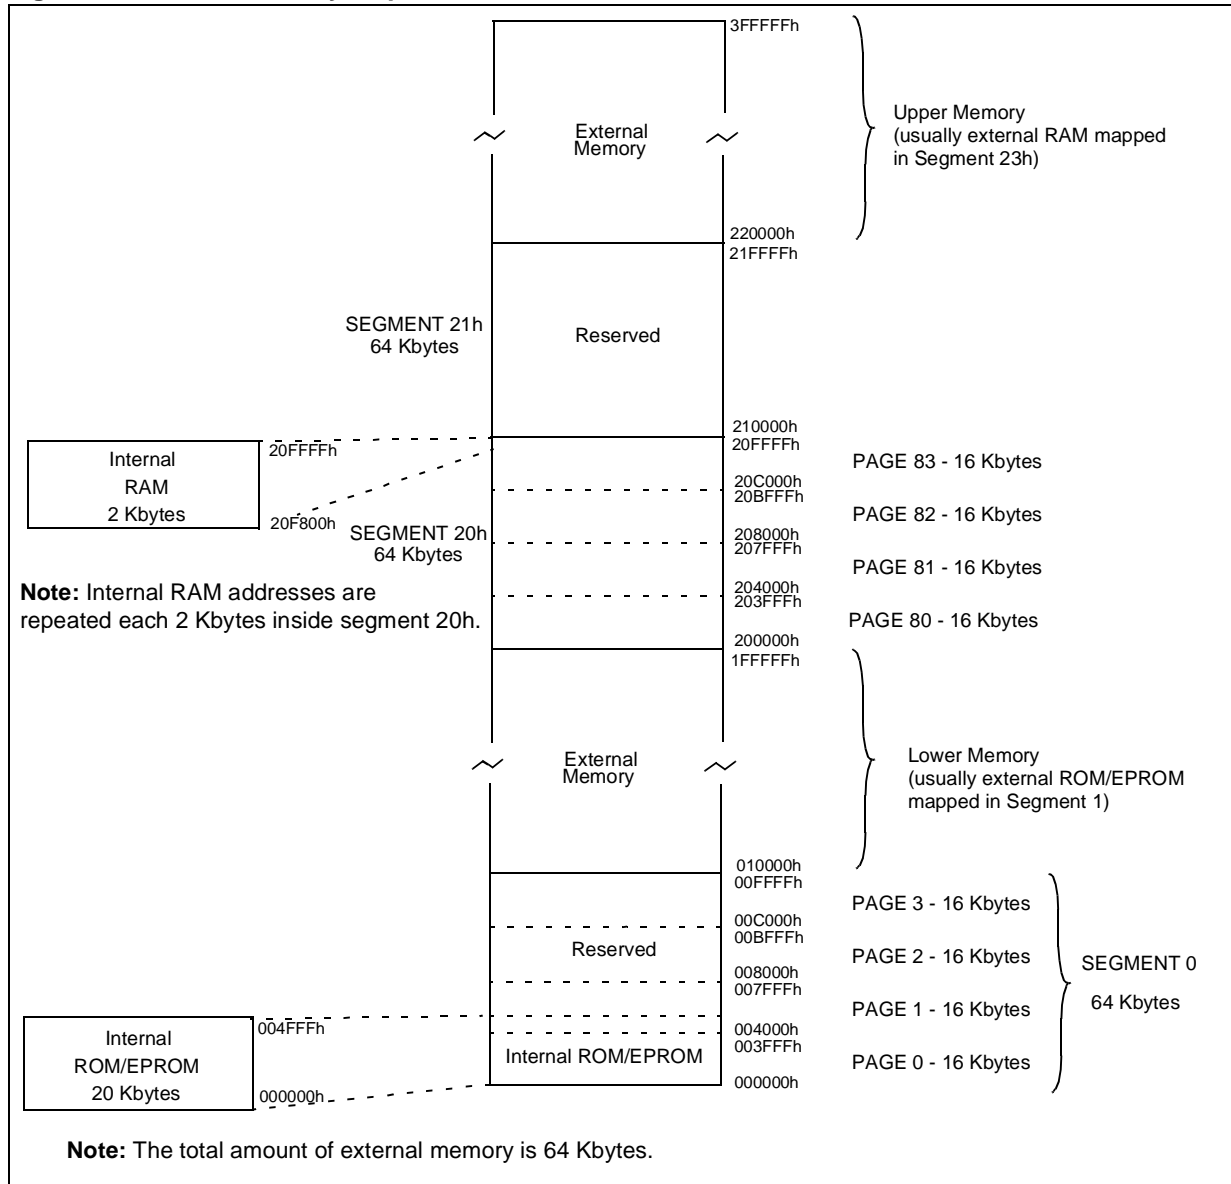 3FFFFFh
External
Memory
Upper Memory
(usually external RAM mapped
in Segment 23h)
220000h
21FFFFh
SEGMENT 21h
64 Kbytes
Reserved
210000h
20FFFFh
Internal
RAM
2 Kbytes
20FFFFh
20F800h
PAGE 83 - 16 Kbytes
20C000h
20BFFFh
PAGE 82 - 16 Kbytes
SEGMENT 20h
64 Kbytes
208000h
207FFFh
PAGE 81 - 16 Kbytes
204000h
203FFFh
PAGE 80 - 16 Kbytes
Note: Internal RAM addresses are
repeated each 2 Kbytes inside segment 20h.
200000h
1FFFFFh
External
Memory
Lower Memory
(usually external ROM/EPROM
mapped in Segment 1)
010000h
00FFFFh
PAGE 3 - 16 Kbytes
00C000h
00BFFFh
Reserved
PAGE 2 - 16 Kbytes
SEGMENT 0
64 Kbytes
008000h
007FFFh
PAGE 1 - 16 Kbytes
004000h
003FFFh
Internal ROM/EPROM
PAGE 0 - 16 Kbytes
000000h
Internal
ROM/EPROM
20 Kbytes
004FFFh
000000h
Note: The total amount of external memory is 64 Kbytes.